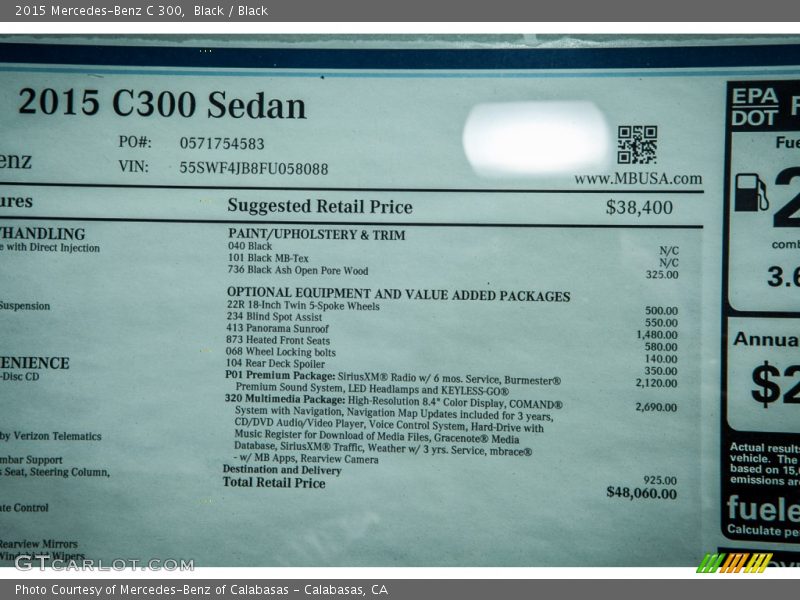 2015 Mercedes-Benz C 300, Black / Black
2015 C300 Sedan
PO#: 0571754583
enz
VIN: 55SWF4JB8FU058088
www.MBUSA.com
EPA
DOT
Fue
comb
3.6
Annua
$2
Actual results
vehicle. The
based on 15,0
emissions are
fuele
Calculate pe
ures
Suggested Retail Price $38,400
/HANDLING
e with Direct Injection
Suspension
ENIENCE
-Disc CD
by Verizon Telematics
mbar Support
s Seat, Steering Column,
te Control
Rearview Mirrors
Windshield Wipers
PAINT/UPHOLSTERY & TRIM
040 Black N/C
101 Black MB-Tex N/C
736 Black Ash Open Pore Wood 325.00
OPTIONAL EQUIPMENT AND VALUE ADDED PACKAGES
22R 18-Inch Twin 5-Spoke Wheels 500.00
234 Blind Spot Assist 550.00
413 Panorama Sunroof 1,480.00
873 Heated Front Seats 580.00
068 Wheel Locking bolts 140.00
104 Rear Deck Spoiler 350.00
P01 Premium Package: SiriusXM® Radio w/ 6 mos. Service, Burmester® 2,120.00
Premium Sound System, LED Headlamps and KEYLESS-GO®
320 Multimedia Package: High-Resolution 8.4" Color Display, COMAND® 2,690.00
System with Navigation, Navigation Map Updates included for 3 years,
CD/DVD Audio/Video Player, Voice Control System, Hard-Drive with
Music Register for Download of Media Files, Gracenote® Media
Database, SiriusXM® Traffic, Weather w/ 3 yrs. Service, mbrace®
- w/ MB Apps, Rearview Camera
Destination and Delivery 925.00
Total Retail Price $48,060.00
GTCARLOT.COM
Photo Courtesy of Mercedes-Benz of Calabasas - Calabasas, CA